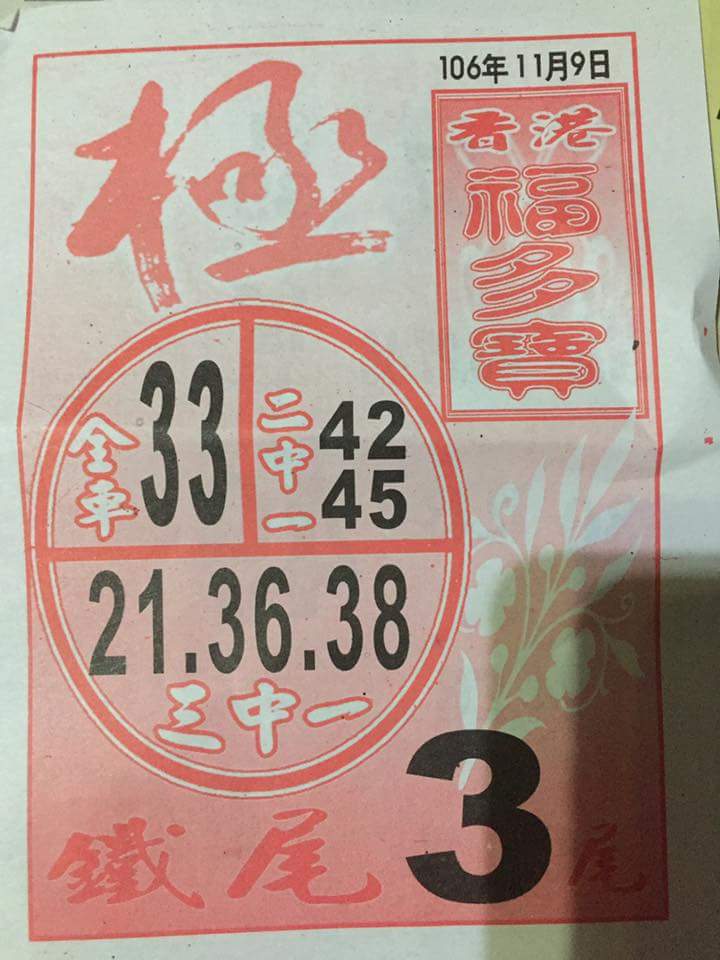 106年11月9日
極
香港
福多寶
全車
33
二中一
42
45
21.36.38
三中一
鐵尾3尾